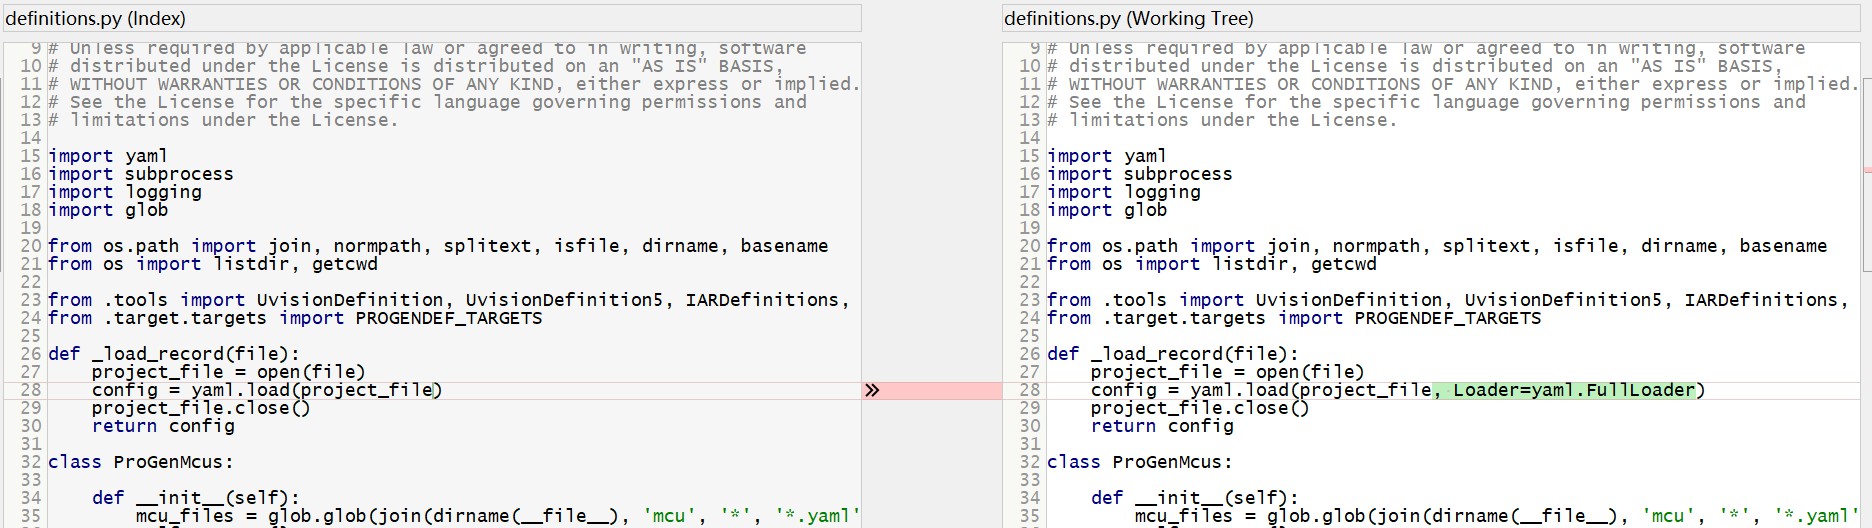 definitions.py (Index)
9 # Unless required by applicable law or agreed to in writing, software
10 # distributed under the License is distributed on an "AS IS" BASIS,
11 # WITHOUT WARRANTIES OR CONDITIONS OF ANY KIND, either express or implied.
12 # See the License for the specific language governing permissions and
13 # limitations under the License.
14
15 import yaml
16 import subprocess
17 import logging
18 import glob
19
20 from os.path import join, normpath, splitext, isfile, dirname, basename
21 from os import listdir, getcwd
22
23 from .tools import UvisionDefinition, UvisionDefinition5, IARDefinitions,
24 from .target.targets import PROGENDEF_TARGETS
25
26 def _load_record(file):
27     project_file = open(file)
28     config = yaml.load(project_file)
29     project_file.close()
30     return config
31
32 class ProGenMcus:
33
34     def __init__(self):
35         mcu_files = glob.glob(join(dirname(__file__), 'mcu', '*', '*.yaml'
definitions.py (Working Tree)
9 # Unless required by applicable law or agreed to in writing, software
10 # distributed under the License is distributed on an "AS IS" BASIS,
11 # WITHOUT WARRANTIES OR CONDITIONS OF ANY KIND, either express or implied.
12 # See the License for the specific language governing permissions and
13 # limitations under the License.
14
15 import yaml
16 import subprocess
17 import logging
18 import glob
19
20 from os.path import join, normpath, splitext, isfile, dirname, basename
21 from os import listdir, getcwd
22
23 from .tools import UvisionDefinition, UvisionDefinition5, IARDefinitions,
24 from .target.targets import PROGENDEF_TARGETS
25
26 def _load_record(file):
27     project_file = open(file)
28     config = yaml.load(project_file, Loader=yaml.FullLoader)
29     project_file.close()
30     return config
31
32 class ProGenMcus:
33
34     def __init__(self):
35         mcu_files = glob.glob(join(dirname(__file__), 'mcu', '*', '*.yaml'